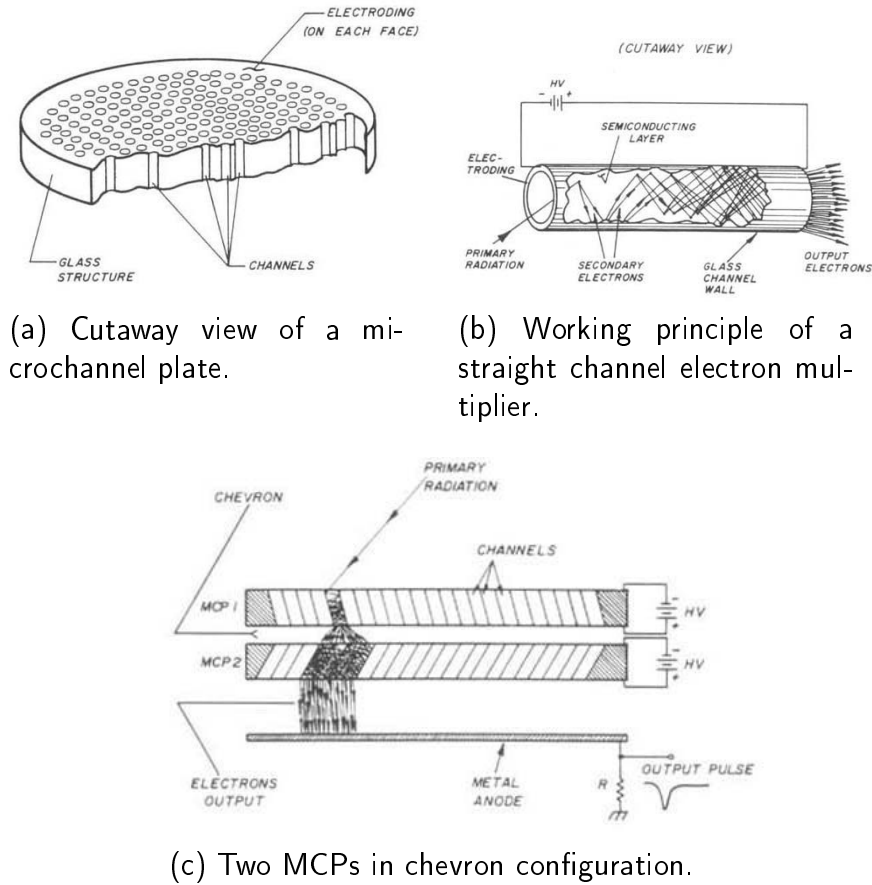 ELECTRODING
(ON EACH FACE)
GLASS
STRUCTURE
CHANNELS
(CUTAWAY VIEW)
HV
- +
SEMICONDUCTING
LAYER
ELEC-
TRODING
PRIMARY
RADIATION
SECONDARY
ELECTRONS
GLASS
CHANNEL
WALL
OUTPUT
ELECTRONS
(a) Cutaway view of a mi-
crochannel plate.
(b) Working principle of a
straight channel electron mul-
tiplier.
PRIMARY
RADIATION
CHEVRON
CHANNELS
MCP 1
-
HV
+
MCP 2
-
HV
+
ELECTRONS
OUTPUT
METAL
ANODE
R
OUTPUT PULSE
(c) Two MCPs in chevron configuration.